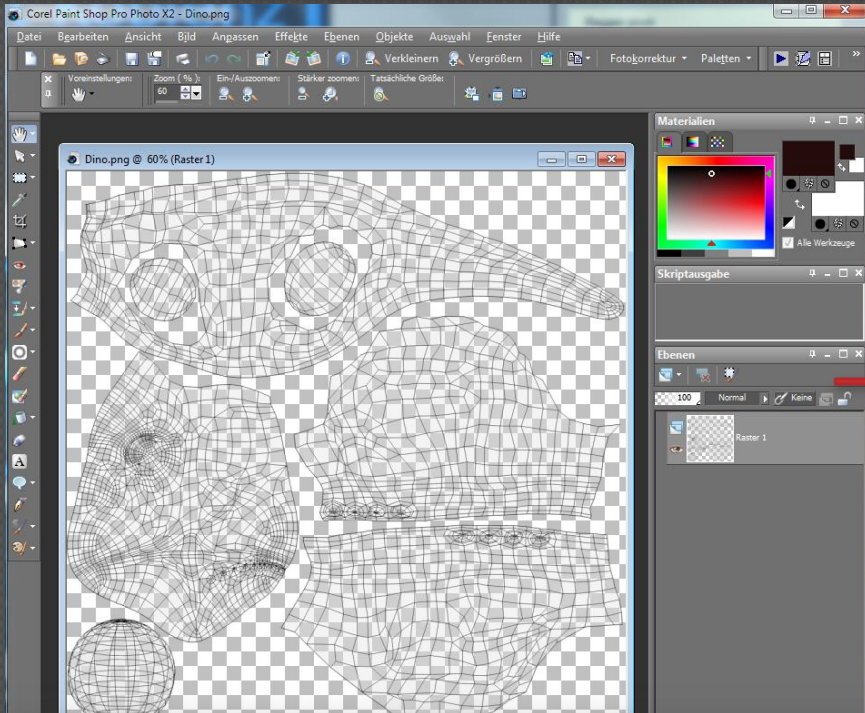 Corel Paint Shop Pro Photo X2 - Dino.png
Datei Bearbeiten Ansicht Bild Anpassen Effekte Ebenen Objekte Auswahl Fenster Hilfe
Verkleinern Vergrößern Fotokorrektur Paletten
Voreinstellungen: Zoom ( % ): Ein-/Auszoomen: Stärker zoomen: Tatsächliche Größe:
60
Materialien
Dino.png @ 60% (Raster 1)
Alle Werkzeuge
Skriptausgabe
Ebenen
100 Normal Keine
Raster 1